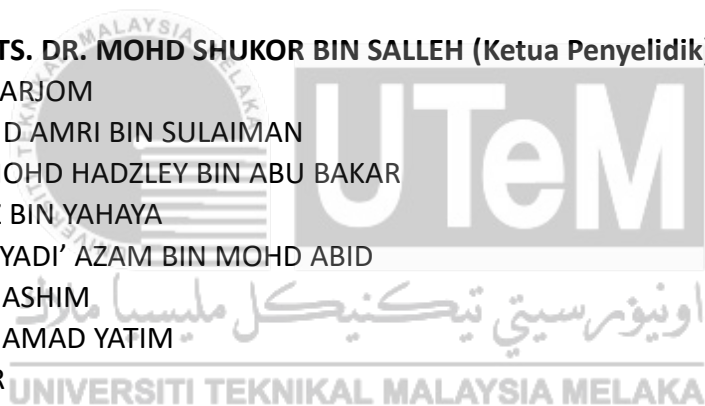 TS. DR. MOHD SHUKOR BIN SALLEH (Ketua Penyelidik)
ARJOM
D AMRI BIN SULAIMAN
OHD HADZLEY BIN ABU BAKAR
BIN YAHAYA
YADI' AZAM BIN MOHD ABID
ASHIM
AMAD YATIM
R
UTeM
اونيۏرسيتي تيكنيكل مليسيا ملاك
UNIVERSITI TEKNIKAL MALAYSIA MELAKA